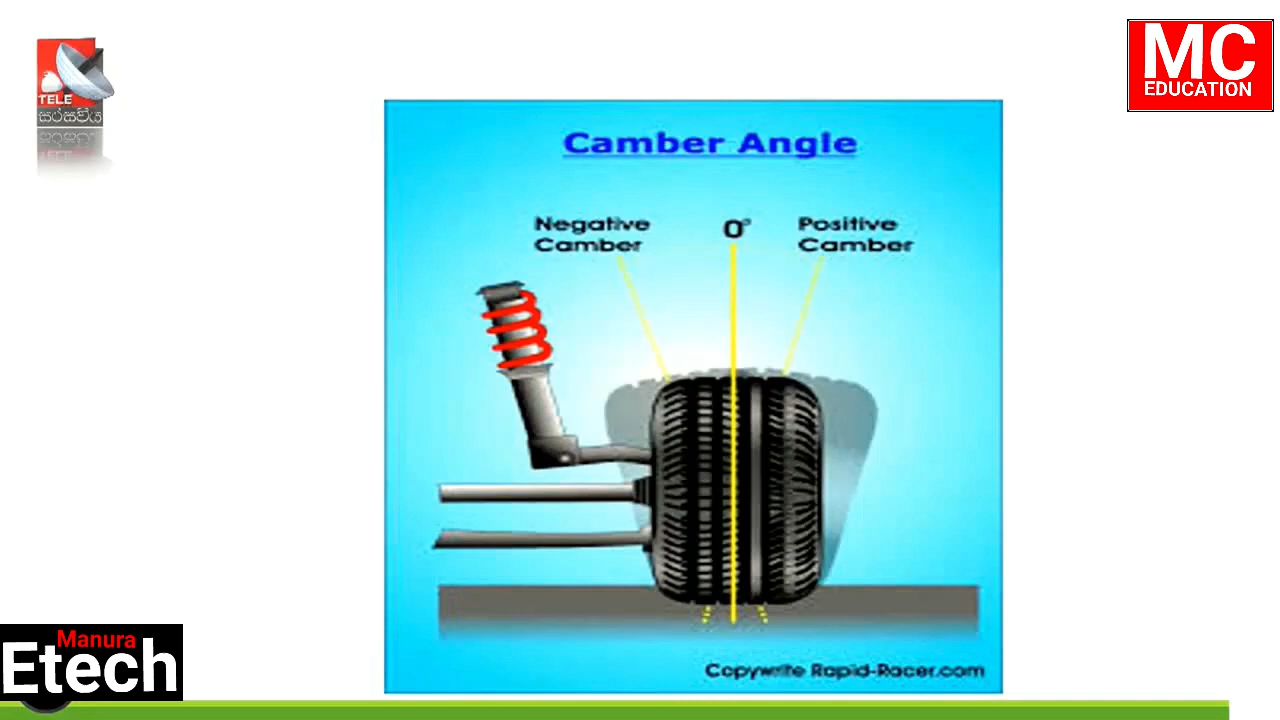 MC
EDUCATION
TELE
සරසවිය
Camber Angle
Negative
Camber
0°
Positive
Camber
Manura
Etech
Copywrite Rapid-Racer.com